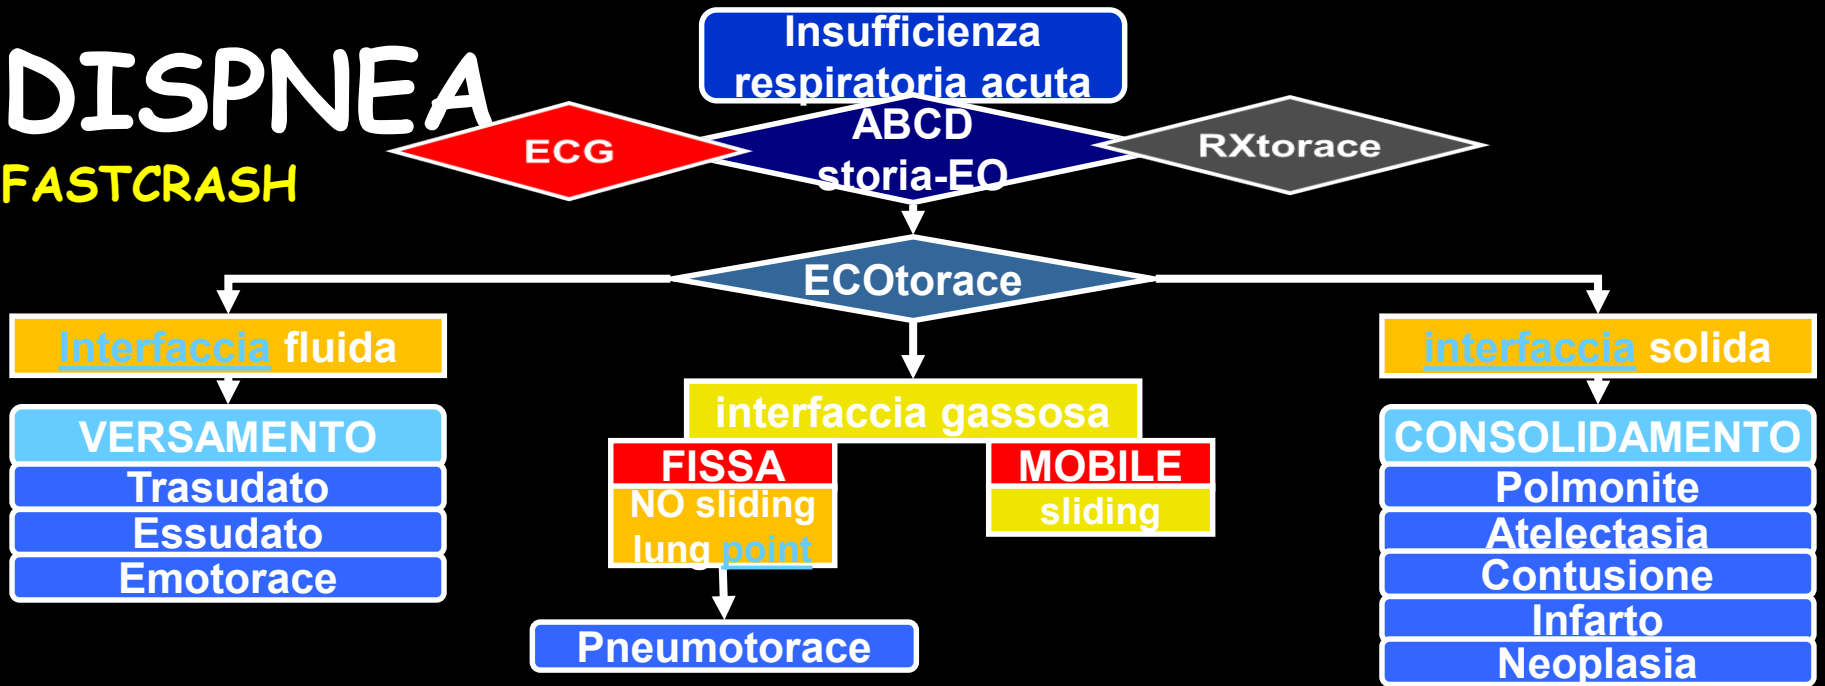 DISPNEA
FASTCRASH
Insufficienza
respiratoria acuta
ECG
ABCD
storia-EO
RXtorace
ECOtorace
Interfaccia fluida
VERSAMENTO
Trasudato
Essudato
Emotorace
interfaccia gassosa
FISSA
NO sliding
lung point
Pneumotorace
MOBILE
sliding
interfaccia solida
CONSOLIDAMENTO
Polmonite
Atelectasia
Contusione
Infarto
Neoplasia